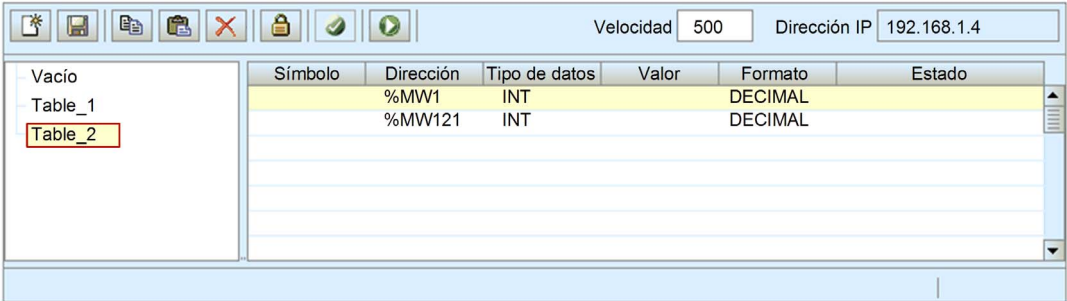 Velocidad 500 Dirección IP 192.168.1.4
Vacío
Table_1
Table_2
Símbolo Dirección Tipo de datos Valor Formato Estado
%MW1 INT DECIMAL
%MW121 INT DECIMAL